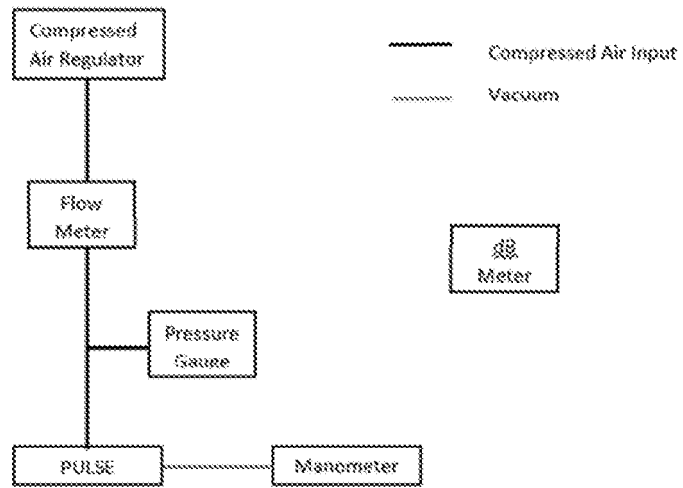 Compressed
Air Regulator
Compressed Air Input
Vacuum
Flow
Meter
dB
Meter
Pressure
Gauge
PULSE
Manometer